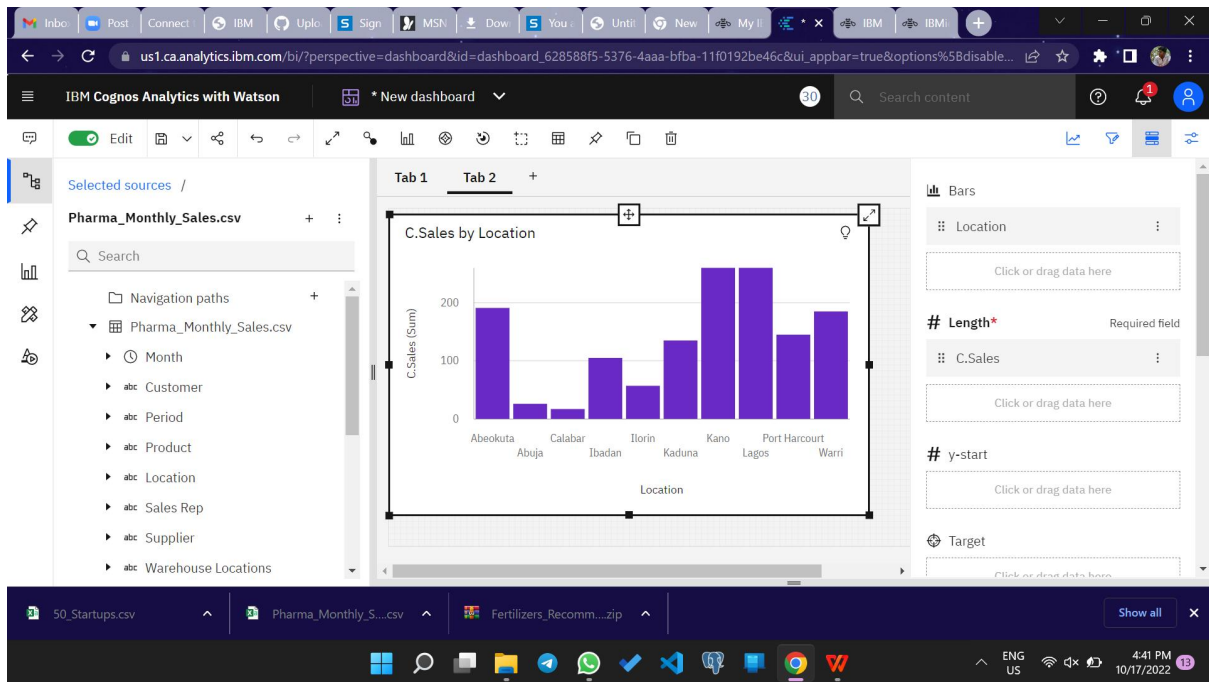 Inbo Post Connect IBM Uplo Sign MSN Dow You Untit New My I * IBM IBM
us1.ca.analytics.ibm.com/bi/?perspective=dashboard&id=dashboard_628588f5-5376-4aaa-bfba-11f0192be46c&ui_appbar=true&options%5Bdisable...
IBM Cognos Analytics with Watson * New dashboard 30 Search content 1
Edit
Selected sources /
Pharma_Monthly_Sales.csv
Search
Navigation paths
Pharma_Monthly_Sales.csv
Month
abc Customer
abc Period
abc Product
abc Location
abc Sales Rep
abc Supplier
abc Warehouse Locations
Tab 1 Tab 2 +
C.Sales by Location
C.Sales (Sum)
200
100
0
Abeokuta Calabar Ilorin Kano Port Harcourt
Abuja Ibadan Kaduna Lagos Warri
Location
Bars
Location
Click or drag data here
# Length* Required field
C.Sales
Click or drag data here
# y-start
Click or drag data here
Target
Click or drag data here
50_Startups.csv Pharma_Monthly_S....csv Fertilizers_Recomm....zip Show all
ENG
US
4:41 PM
10/17/2022
13